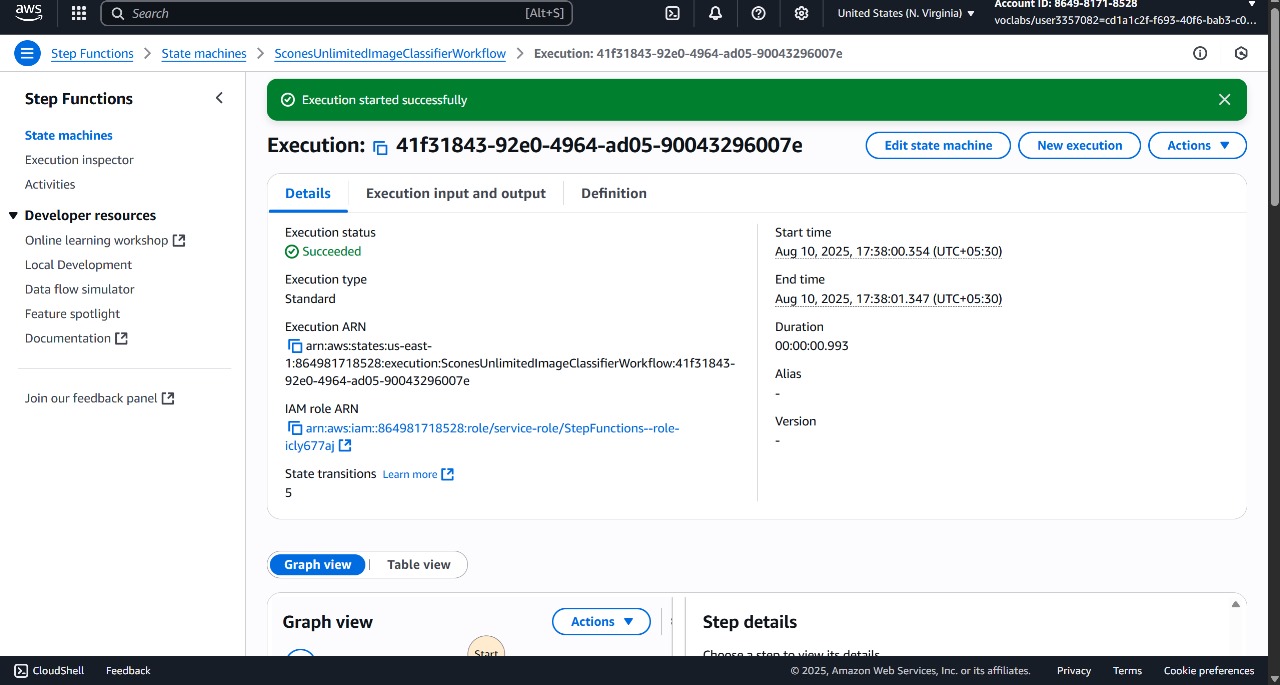 aws
Search
[Alt+S]
United States (N. Virginia)
Account ID: 8649-8171-8528
voclabs/user3357082=cd1a1c2f-f693-40f6-bab3-c0...
Step Functions
State machines
SconesUnlimitedImageClassifierWorkflow
Execution: 41f31843-92e0-4964-ad05-90043296007e
Step Functions
State machines
Execution inspector
Activities
Developer resources
Online learning workshop
Local Development
Data flow simulator
Feature spotlight
Documentation
Join our feedback panel
Execution started successfully
Execution: 41f31843-92e0-4964-ad05-90043296007e
Edit state machine
New execution
Actions
Details
Execution input and output
Definition
Execution status
Succeeded
Execution type
Standard
Execution ARN
arn:aws:states:us-east-
1:864981718528:execution:SconesUnlimitedImageClassifierWorkflow:41f31843-
92e0-4964-ad05-90043296007e
IAM role ARN
arn:aws:iam::864981718528:role/service-role/StepFunctions--role-
icly677aj
State transitions Learn more
5
Start time
Aug 10, 2025, 17:38:00.354 (UTC+05:30)
End time
Aug 10, 2025, 17:38:01.347 (UTC+05:30)
Duration
00:00:00.993
Alias
-
Version
-
Graph view
Table view
Graph view
Actions
Start
Step details
Choose a step to view its details.
CloudShell
Feedback
© 2025, Amazon Web Services, Inc. or its affiliates.
Privacy
Terms
Cookie preferences